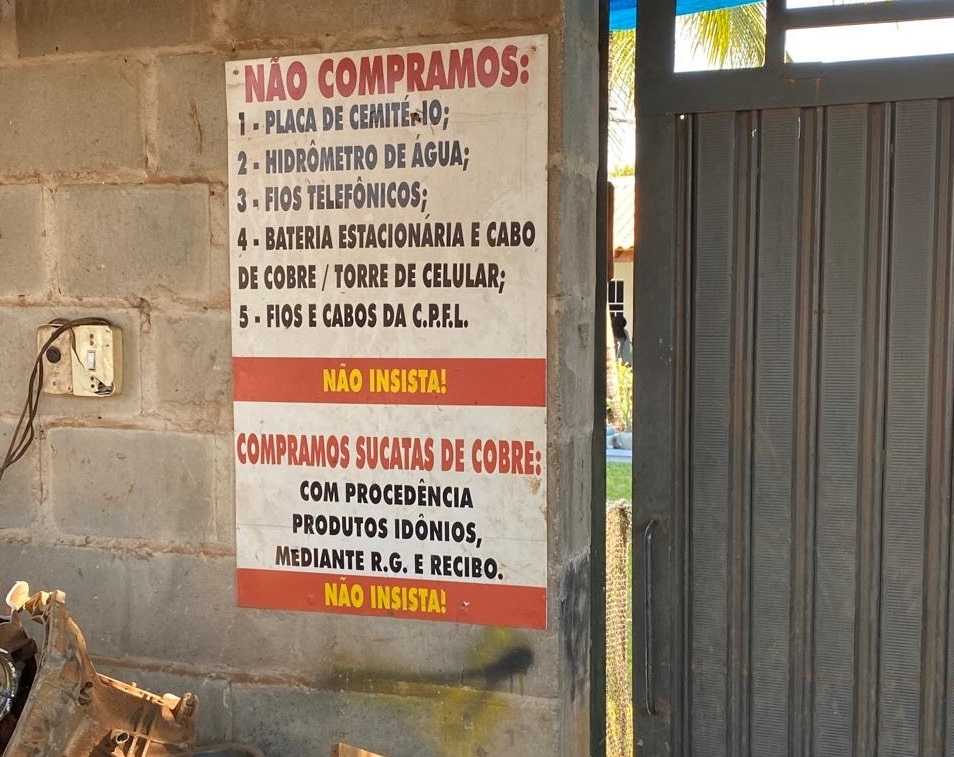 NÃO COMPRAMOS:
1 - PLACA DE CEMITÉRIO;
2 - HIDRÔMETRO DE ÁGUA;
3 - FIOS TELEFÔNICOS;
4 - BATERIA ESTACIONÁRIA E CABO
DE COBRE / TORRE DE CELULAR;
5 - FIOS E CABOS DA C.P.F.L.
NÃO INSISTA!
COMPRAMOS SUCATAS DE COBRE:
COM PROCEDÊNCIA
PRODUTOS IDÔNIOS,
MEDIANTE R.G. E RECIBO.
NÃO INSISTA!